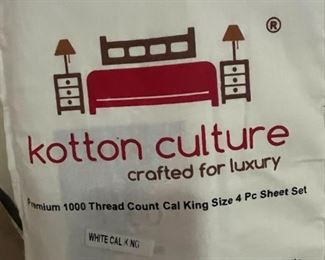 ®
kotton culture
crafted for luxury
Premium 1000 Thread Count Cal King Size 4 Pc Sheet Set
WHITE CAL KING